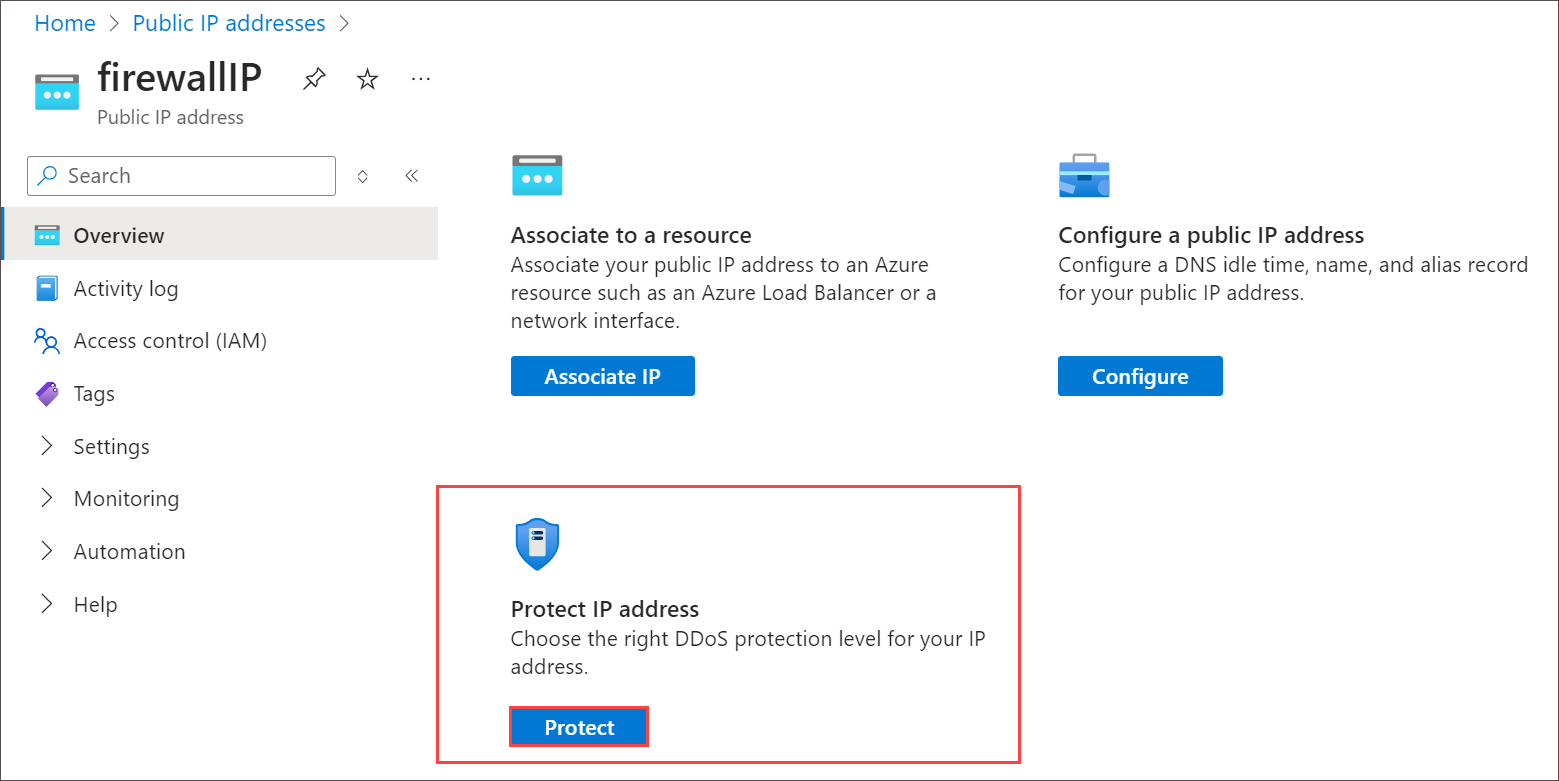 Home > Public IP addresses >
firewallIP
Public IP address
Search
Overview
Activity log
Access control (IAM)
Tags
Settings
Monitoring
Automation
Help
Associate to a resource
Associate your public IP address to an Azure
resource such as an Azure Load Balancer or a
network interface.
Associate IP
Configure a public IP address
Configure a DNS idle time, name, and alias record
for your public IP address.
Configure
Protect IP address
Choose the right DDoS protection level for your IP
address.
Protect